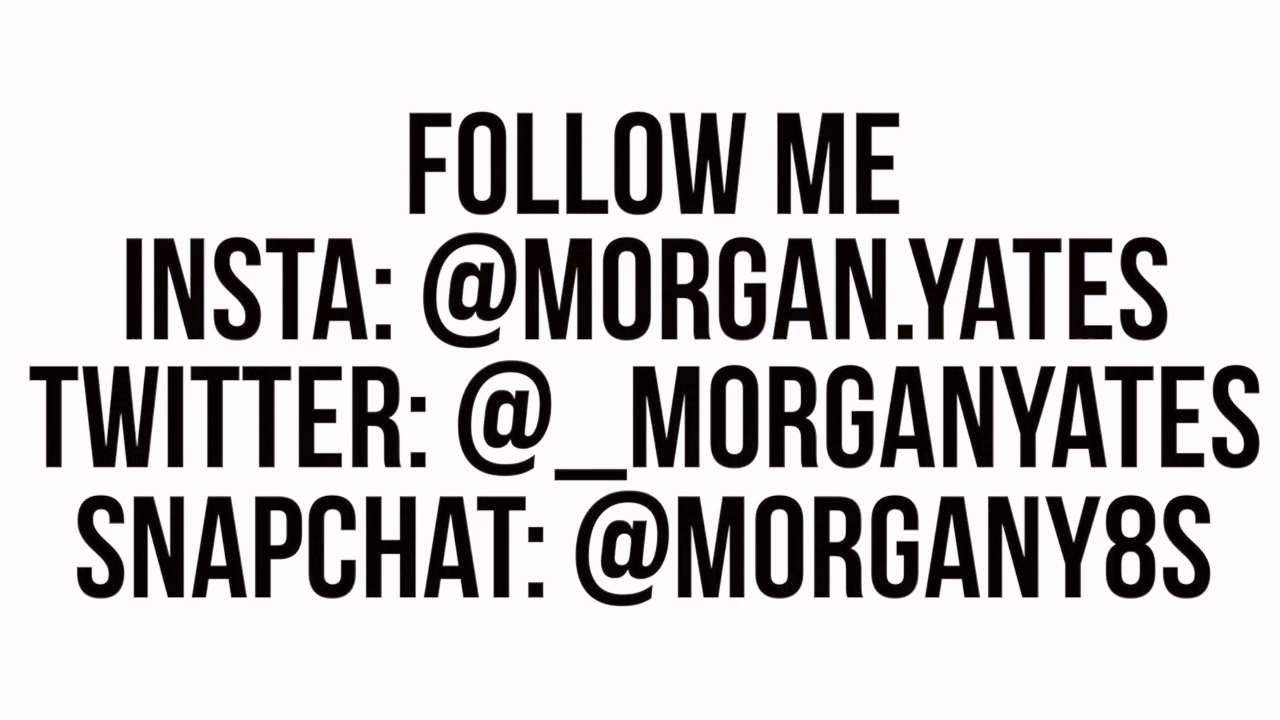 FOLLOW ME
INSTA: @MORGAN.YATES
TWITTER: @_MORGANYATES
SNAPCHAT: @MORGANY8S